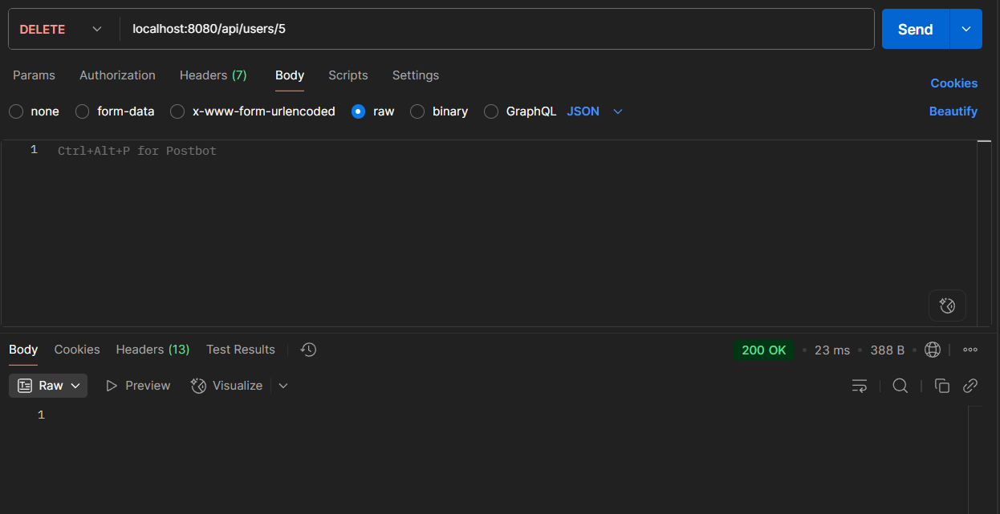 DELETE localhost:8080/api/users/5 Send
Params Authorization Headers (7) Body Scripts Settings Cookies
none form-data x-www-form-urlencoded raw binary GraphQL JSON Beautify
1 Ctrl+Alt+P for Postbot
Body Cookies Headers (13) Test Results 200 OK • 23 ms • 388 B •
Raw Preview Visualize
1